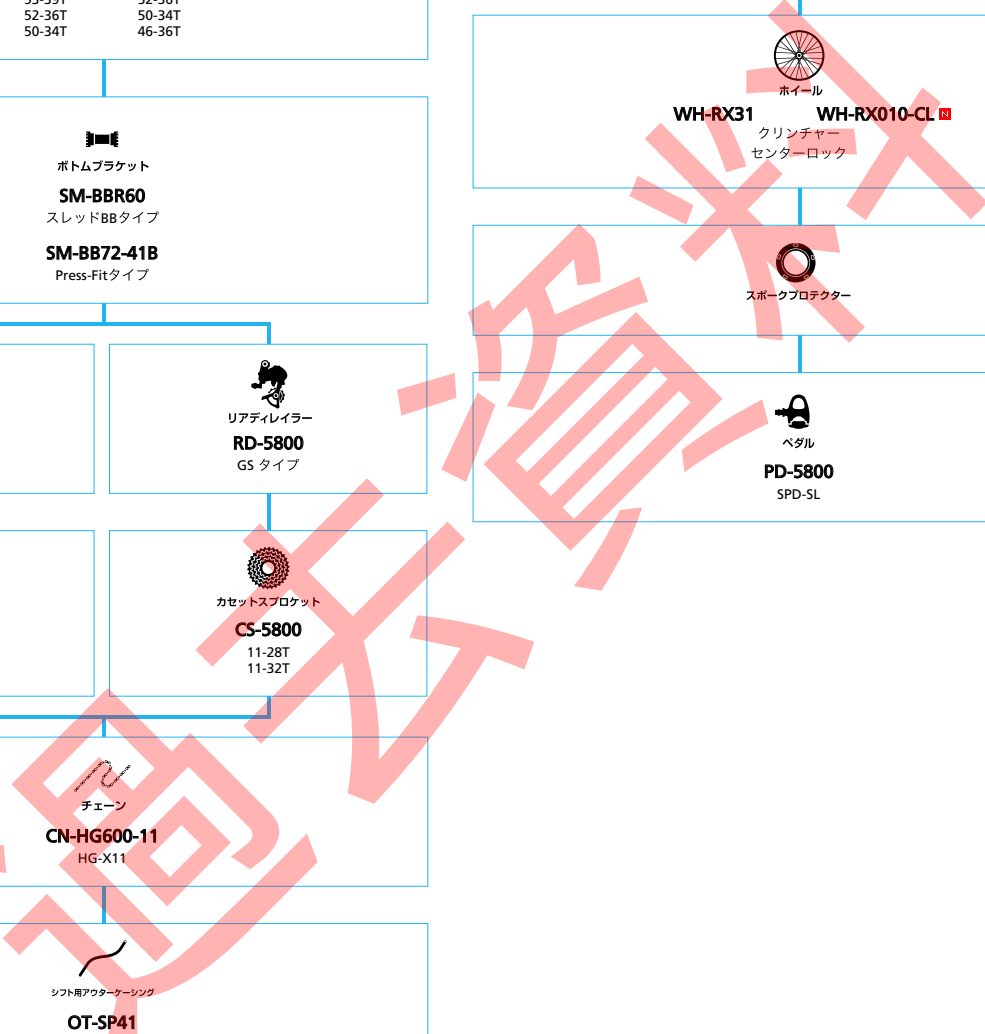 52-36T 50-34T
50-34T 46-36T
ボトムブラケット
SM-BBR60
スレッドBBタイプ
SM-BB72-41B
Press-Fitタイプ
リアディレイラー
RD-5800
GS タイプ
カセットスプロケット
CS-5800
11-28T
11-32T
チェーン
CN-HG600-11
HG-X11
シフト用アウターケーシング
OT-SP41
ホイール
WH-RX31 WH-RX010-CL N
クリンチャー
センターロック
スポークプロテクター
ペダル
PD-5800
SPD-SL
過去資料